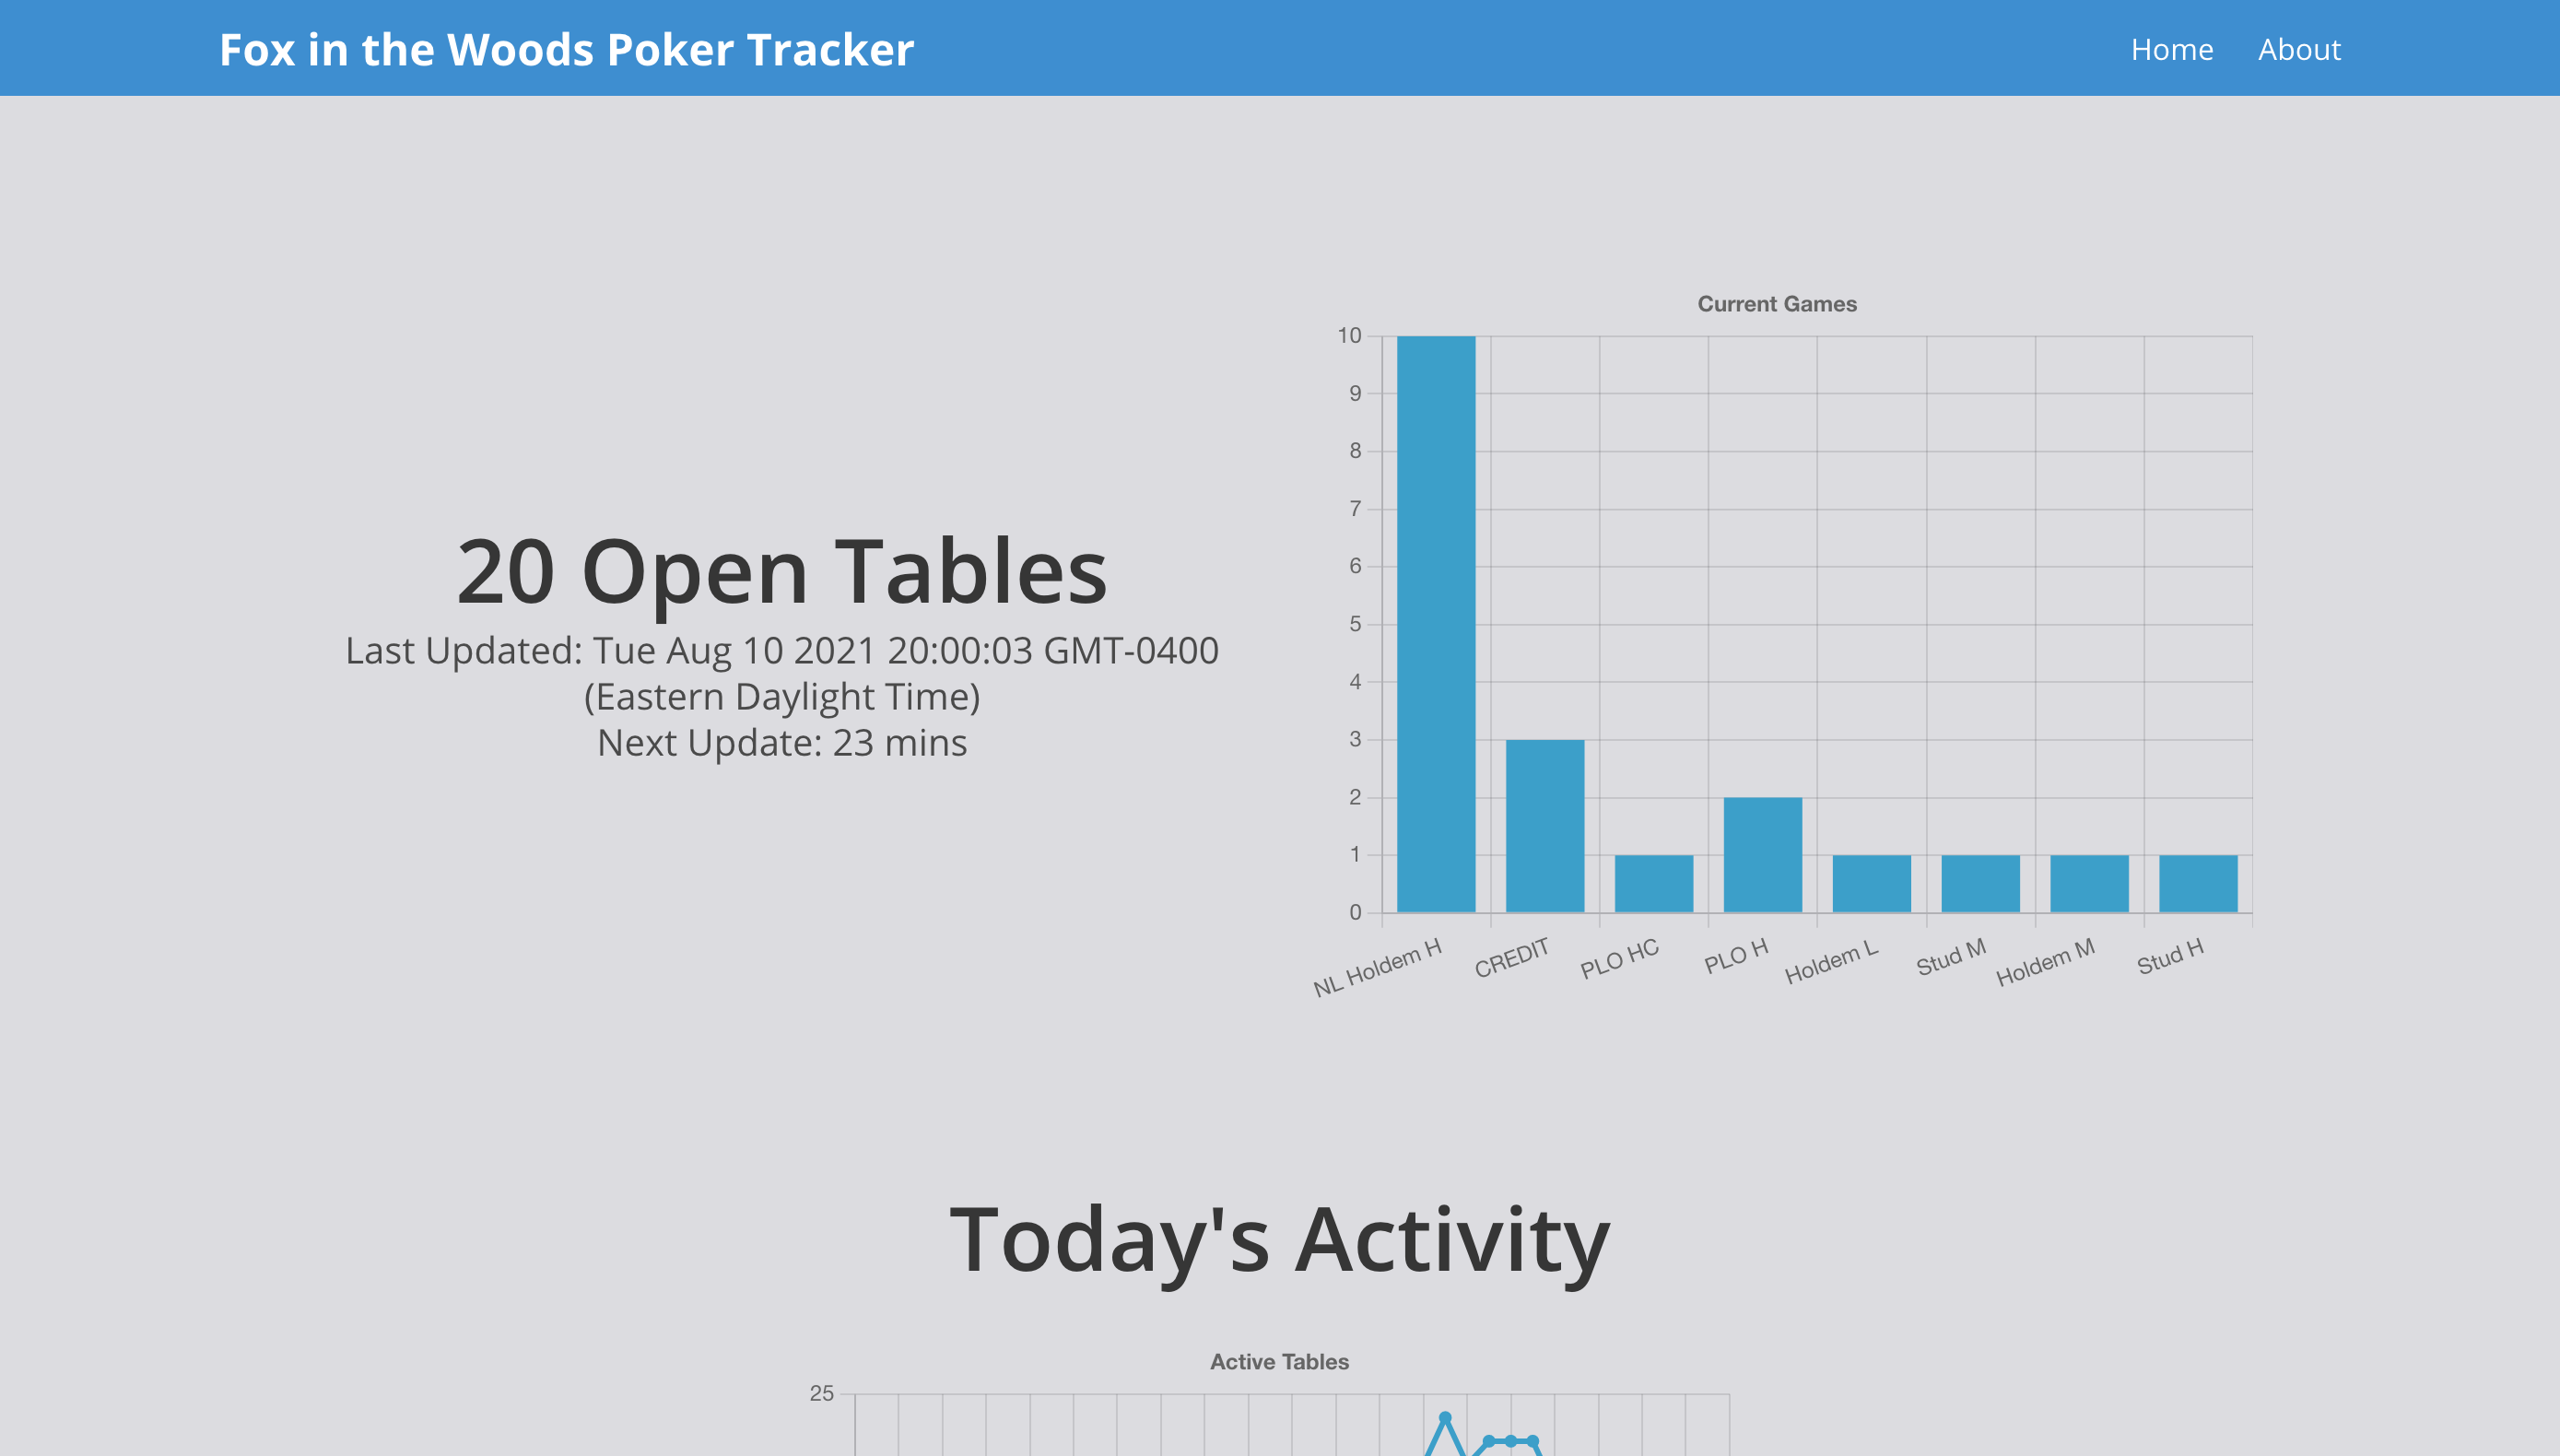 Fox in the Woods Poker Tracker
Home
About
20 Open Tables
Last Updated: Tue Aug 10 2021 20:00:03 GMT-0400
(Eastern Daylight Time)
Next Update: 23 mins
Current Games
10
9
8
7
6
5
4
3
2
1
0
NL Holdem H
CREDIT
PLO HC
PLO H
Holdem L
Stud M
Holdem M
Stud H
Today's Activity
Active Tables
25